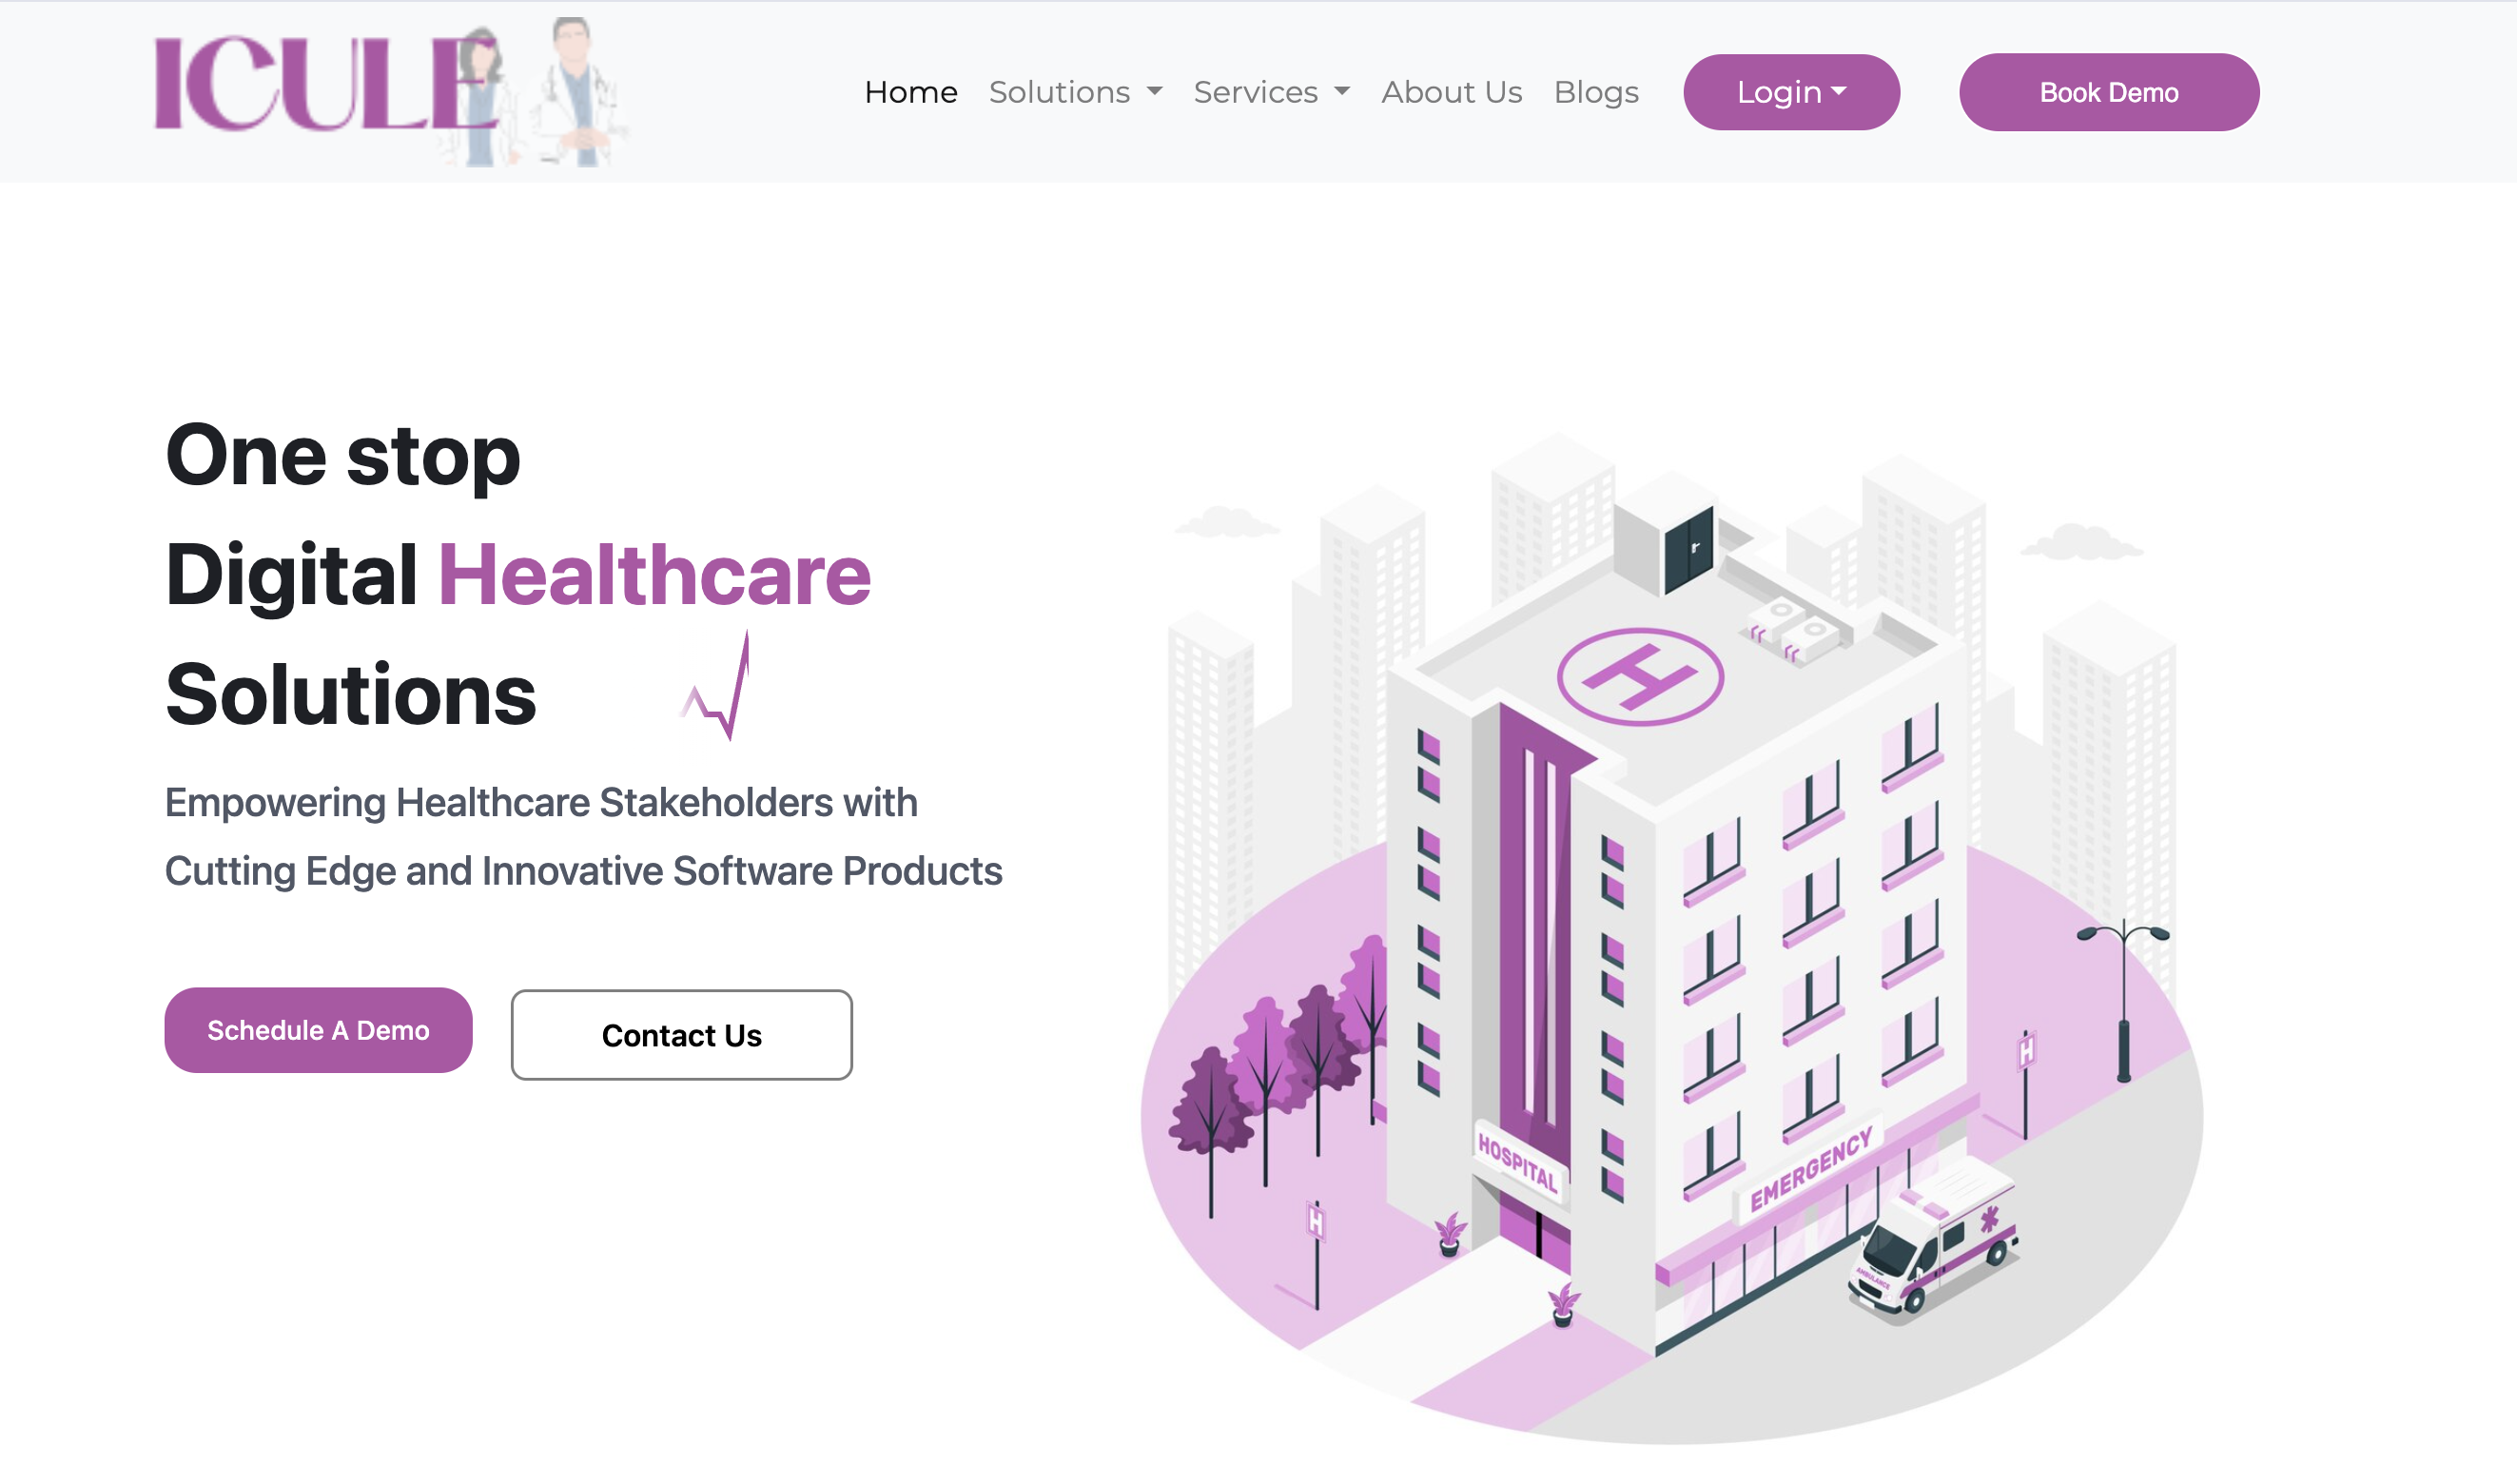 ICULE
Home Solutions Services About Us Blogs Login Book Demo
One stop
Digital Healthcare
Solutions
Empowering Healthcare Stakeholders with
Cutting Edge and Innovative Software Products
Schedule A Demo Contact Us
H
HOSPITAL
EMERGENCY
H
H
AMBULANCE